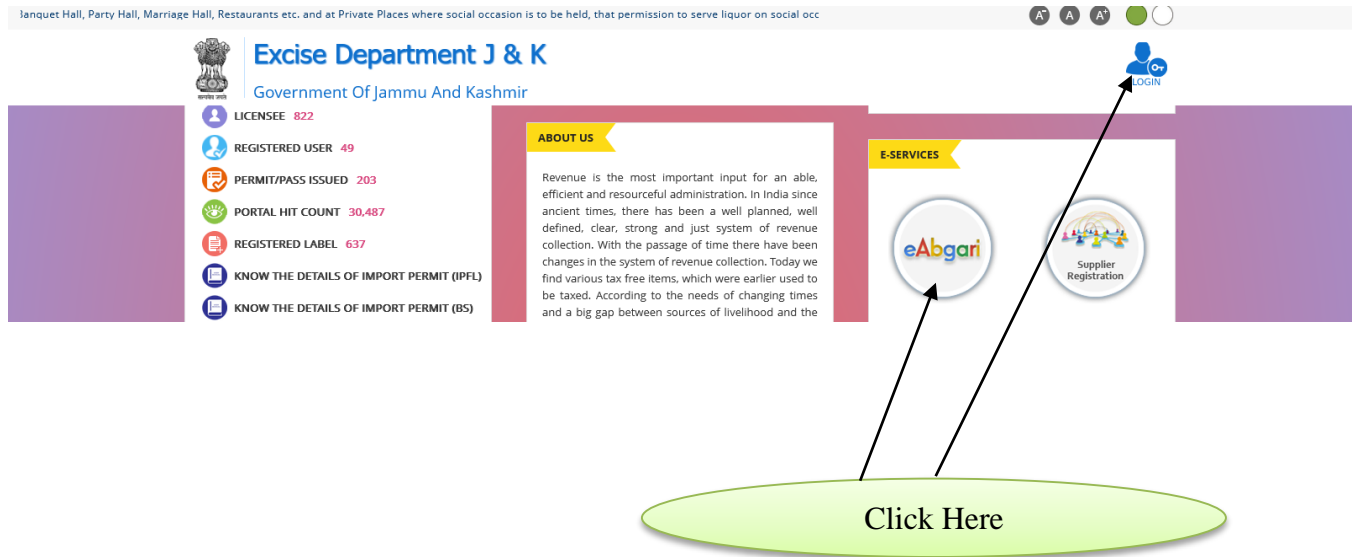 Banquet Hall, Party Hall, Marriage Hall, Restaurants etc. and at Private Places where social occasion is to be held, that permission to serve liquor on social occ
A- A A+
Excise Department J & K
Government Of Jammu And Kashmir
सत्यमेव जयते
LOGIN
LICENSEE 822
REGISTERED USER 49
PERMIT/PASS ISSUED 203
PORTAL HIT COUNT 30,487
REGISTERED LABEL 637
KNOW THE DETAILS OF IMPORT PERMIT (IPFL)
KNOW THE DETAILS OF IMPORT PERMIT (BS)
ABOUT US
Revenue is the most important input for an able,
efficient and resourceful administration. In India since
ancient times, there has been a well planned, well
defined, clear, strong and just system of revenue
collection. With the passage of time there have been
changes in the system of revenue collection. Today we
find various tax free items, which were earlier used to
be taxed. According to the needs of changing times
and a big gap between sources of livelihood and the
E-SERVICES
eAbgari
Supplier
Registration
Click Here